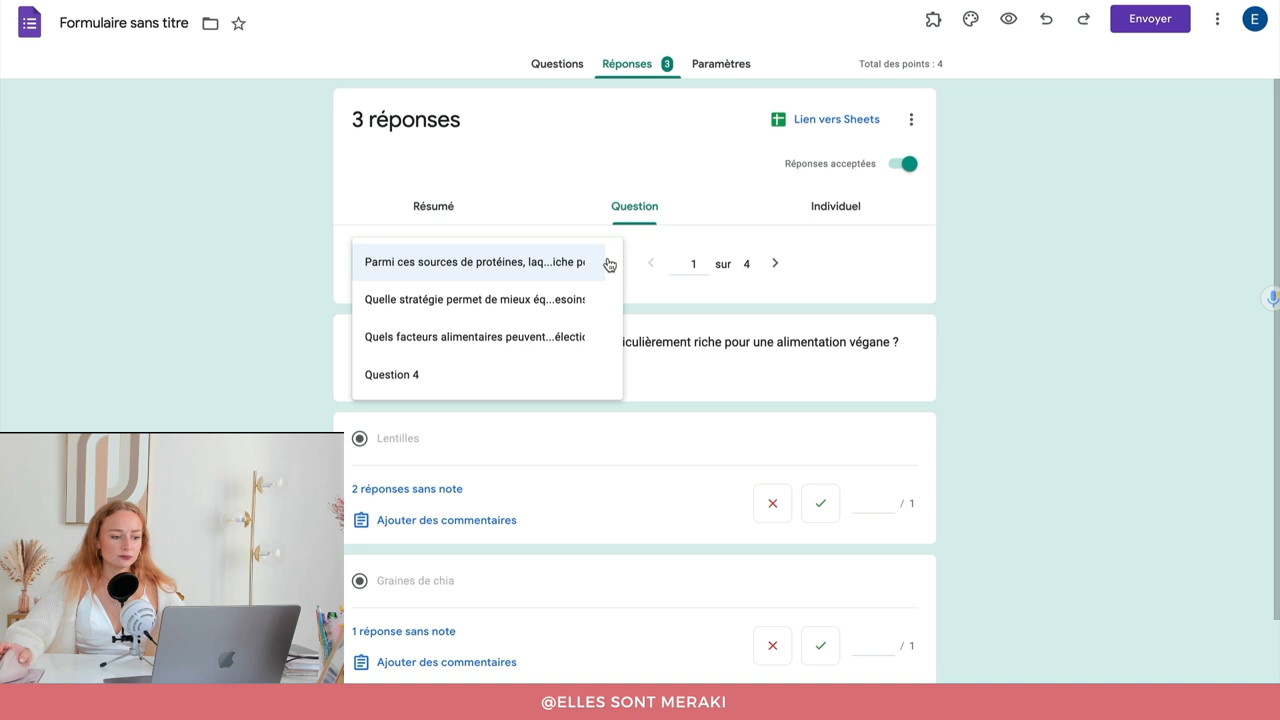 Formulaire sans titre
Envoyer
E
Questions
Réponses 3
Paramètres
Total des points : 4
3 réponses
Lien vers Sheets
Réponses acceptées
Résumé
Question
Individuel
Parmi ces sources de protéines, laq...iche
1 sur 4
Quelle stratégie permet de mieux éq...esoins
Quels facteurs alimentaires peuvent...électi
pour une alimentation végane ?
Question 4
Lentilles
2 réponses sans note
/ 1
Ajouter des commentaires
Graines de chia
1 réponse sans note
/ 1
Ajouter des commentaires
@ELLES SONT MERAKI